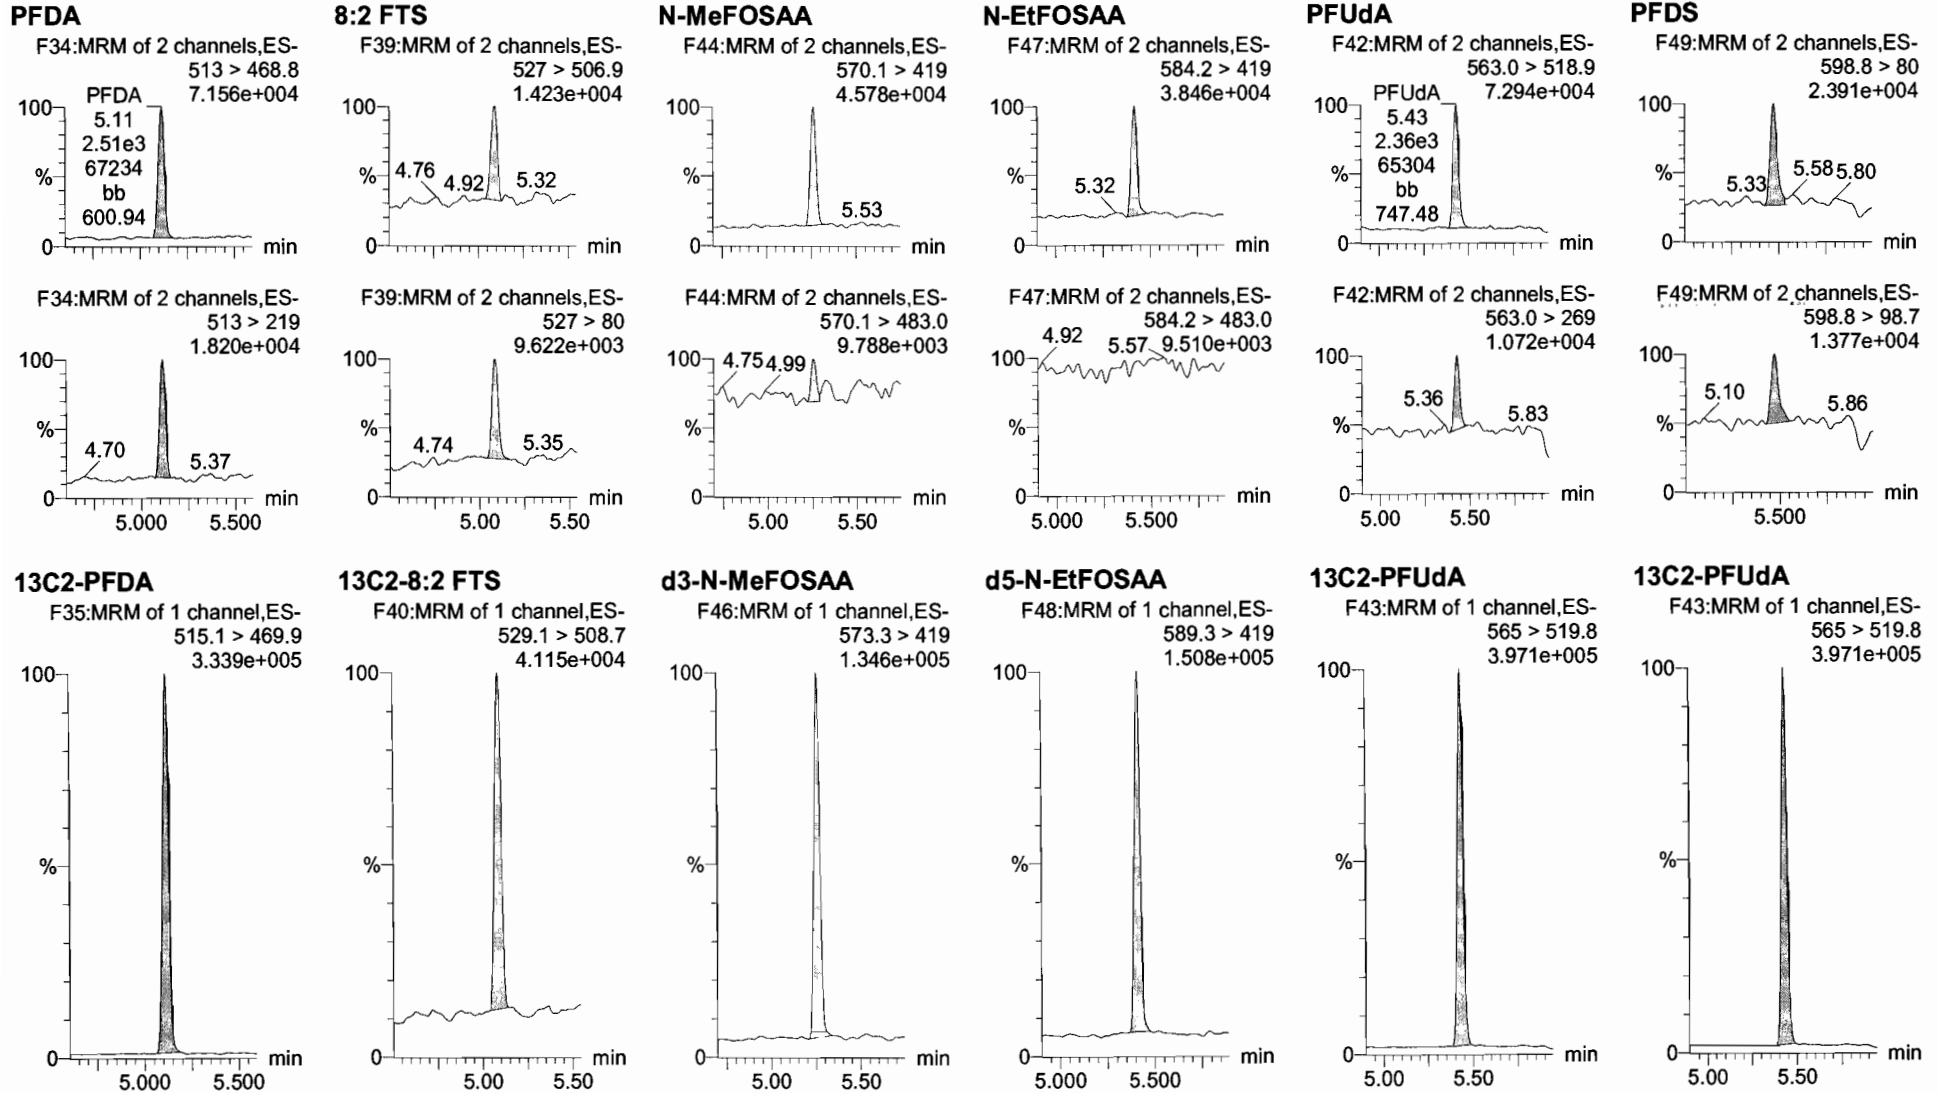 PFDA
F34:MRM of 2 channels,ES-
513 > 468.8
7.156e+004
PFDA
5.11
2.51e3
67234
bb
600.94
100
%
0
min
8:2 FTS
F39:MRM of 2 channels,ES-
527 > 506.9
1.423e+004
100
4.76
4.92
5.32
%
0
min
N-MeFOSAA
F44:MRM of 2 channels,ES-
570.1 > 419
4.578e+004
100
%
5.53
0
min
N-EtFOSAA
F47:MRM of 2 channels,ES-
584.2 > 419
3.846e+004
100
%
5.32
0
min
PFUdA
F42:MRM of 2 channels,ES-
563.0 > 518.9
7.294e+004
PFUdA
5.43
2.36e3
65304
bb
747.48
100
%
0
min
PFDS
F49:MRM of 2 channels,ES-
598.8 > 80
2.391e+004
100
%
5.33
5.58
5.80
0
min
F34:MRM of 2 channels,ES-
513 > 219
1.820e+004
100
%
4.70
5.37
0
min
5.000 5.500
F39:MRM of 2 channels,ES-
527 > 80
9.622e+003
100
%
4.74
5.35
0
min
5.00 5.50
F44:MRM of 2 channels,ES-
570.1 > 483.0
9.788e+003
100
4.75
4.99
%
0
min
5.00 5.50
F47:MRM of 2 channels,ES-
584.2 > 483.0
9.510e+003
4.92
5.57
100
%
0
min
5.000 5.500
F42:MRM of 2 channels,ES-
563.0 > 269
1.072e+004
100
5.36
5.83
%
0
min
5.00 5.50
F49:MRM of 2 channels,ES-
598.8 > 98.7
1.377e+004
100
5.10
5.86
%
0
min
5.500
13C2-PFDA
F35:MRM of 1 channel,ES-
515.1 > 469.9
3.339e+005
100
%
0
min
5.000 5.500
13C2-8:2 FTS
F40:MRM of 1 channel,ES-
529.1 > 508.7
4.115e+004
100
%
0
min
5.00 5.50
d3-N-MeFOSAA
F46:MRM of 1 channel,ES-
573.3 > 419
1.346e+005
100
%
0
min
5.00 5.50
d5-N-EtFOSAA
F48:MRM of 1 channel,ES-
589.3 > 419
1.508e+005
100
%
0
min
5.000 5.500
13C2-PFUdA
F43:MRM of 1 channel,ES-
565 > 519.8
3.971e+005
100
%
0
min
5.00 5.50
13C2-PFUdA
F43:MRM of 1 channel,ES-
565 > 519.8
3.971e+005
100
%
0
min
5.00 5.50